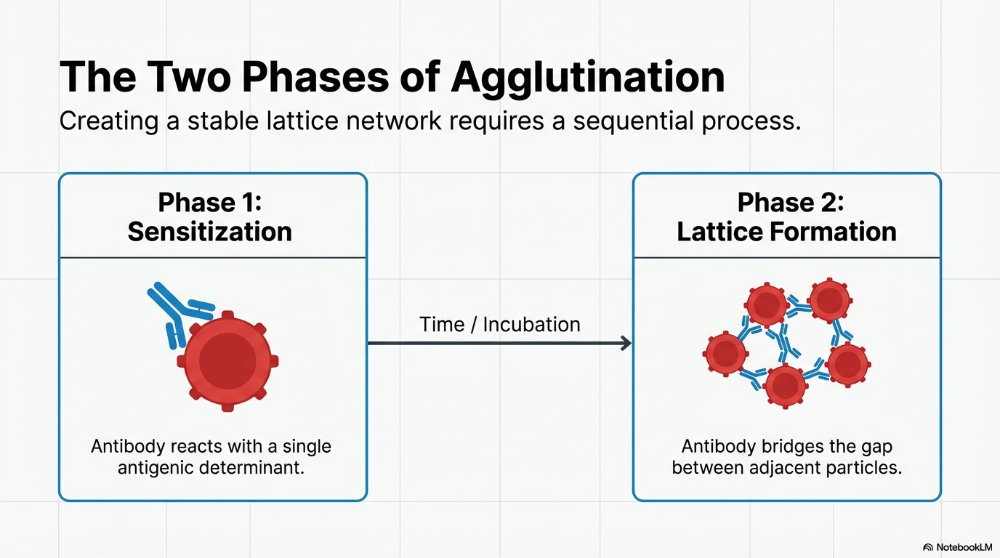 The Two Phases of Agglutination
Creating a stable lattice network requires a sequential process.
Phase 1:
Sensitization
Antibody reacts with a single
antigenic determinant.
Time / Incubation
Phase 2:
Lattice Formation
Antibody bridges the gap
between adjacent particles.
NotebookLM